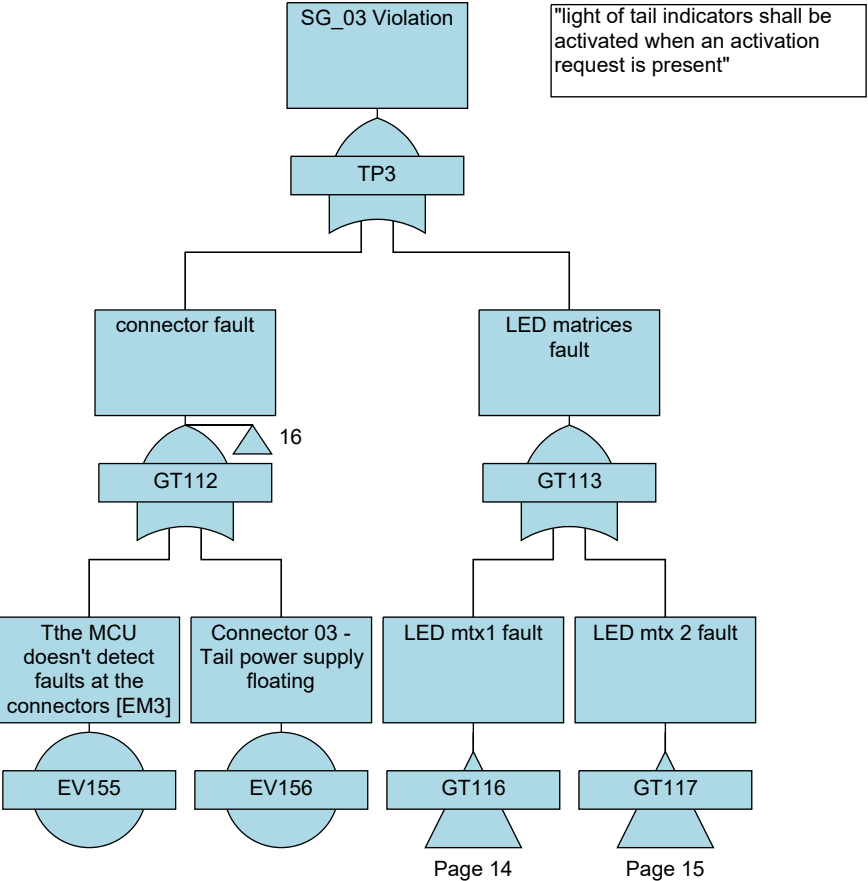 SG_03 Violation
"light of tail indicators shall be
activated when an activation
request is present"
TP3
connector fault
LED matrices
fault
16
GT112
GT113
Tthe MCU
doesn't detect
faults at the
connectors [EM3]
Connector 03 -
Tail power supply
floating
LED mtx1 fault
LED mtx 2 fault
EV155
EV156
GT116
GT117
Page 14
Page 15